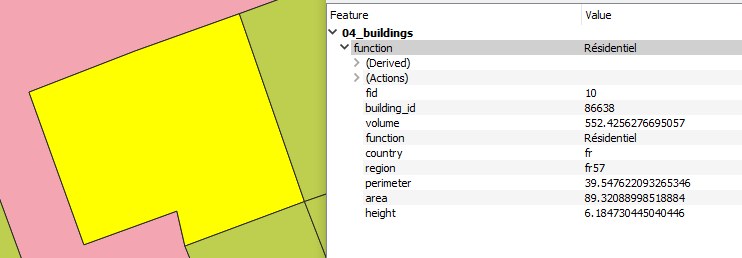 Feature Value
04_buildings
function Résidentiel
(Derived)
(Actions)
fid 10
building_id 86638
volume 552.4256276695057
function Résidentiel
country fr
region fr57
perimeter 39.547622093265346
area 89.32088998518884
height 6.184730445040446